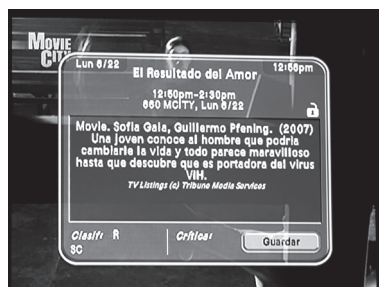 MOVIE
CITY
Lun 6/22
12:56pm
El Resultado del Amor
12:50pm-2:30pm
660 MCITY, Lun 6/22
Movie. Sofia Gala, Guillermo Pfening. (2007)
Una joven conoce al hombre que podria
cambiarle la vida y todo parece maravilloso
hasta que descubre que es portadora del virus
VIH.
TV Listings (c) Tribune Media Services
Clasif: R
Crítica:
Guardar
SC